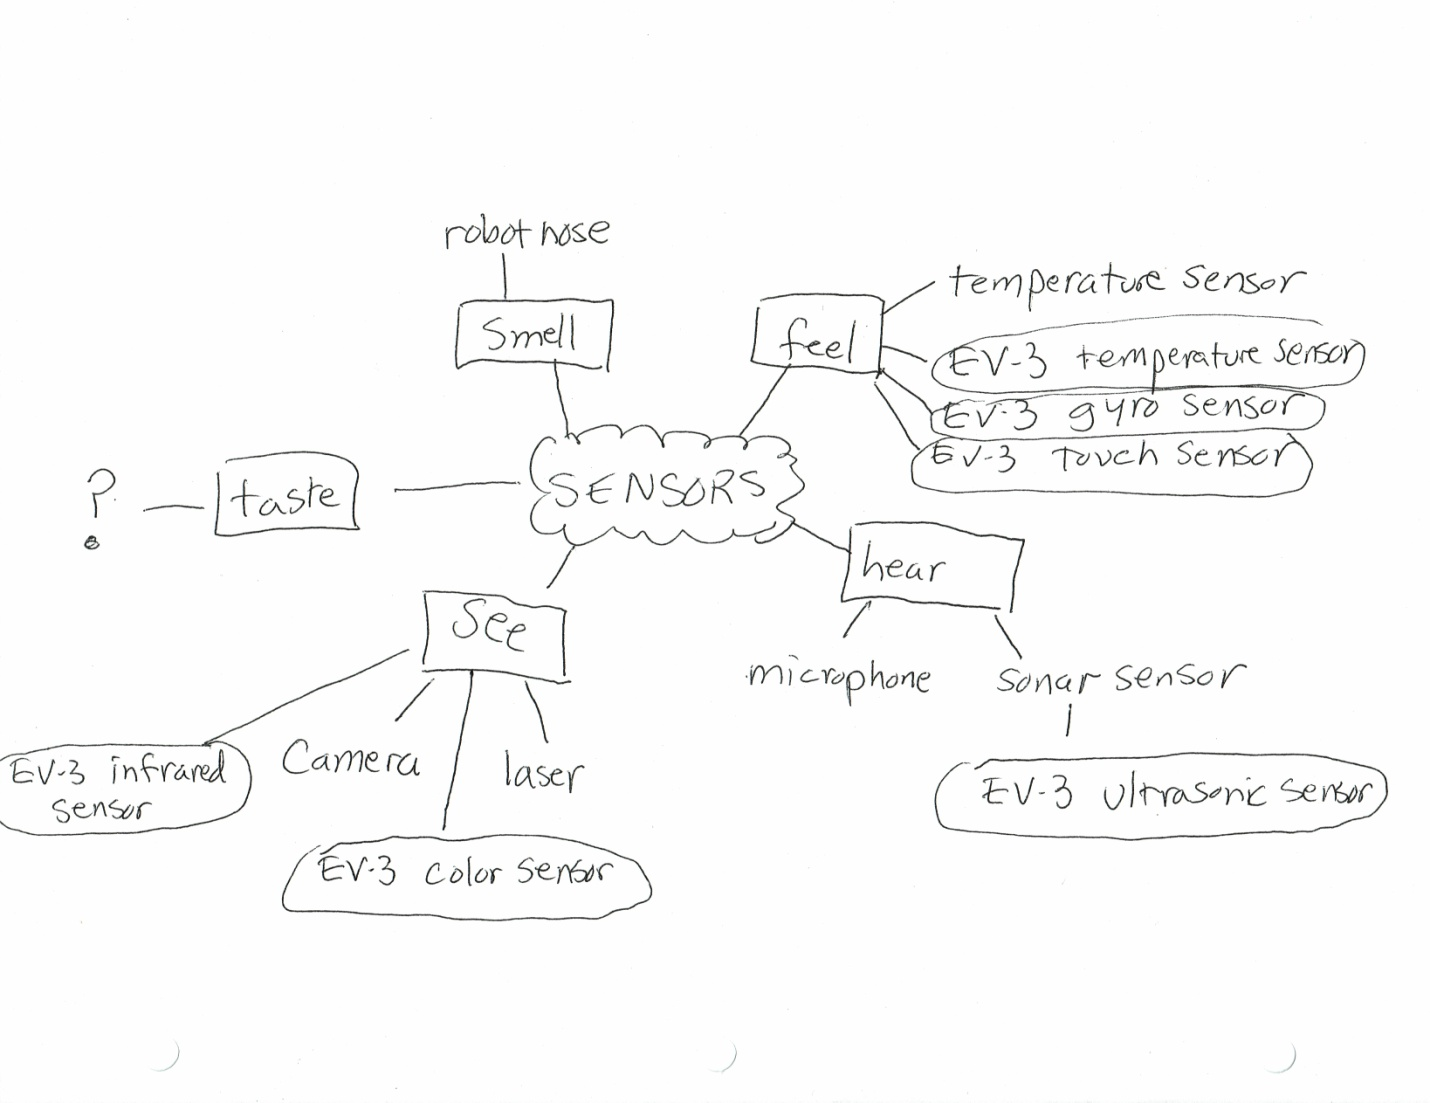 robot nose
Smell
feel
temperature sensor
EV-3 temperature sensor
EV-3 gyro sensor
EV-3 touch sensor
?
taste
SENSORS
hear
See
microphone
sonar sensor
EV-3 infrared
sensor
Camera
laser
EV-3 ultrasonic sensor
EV-3 color sensor